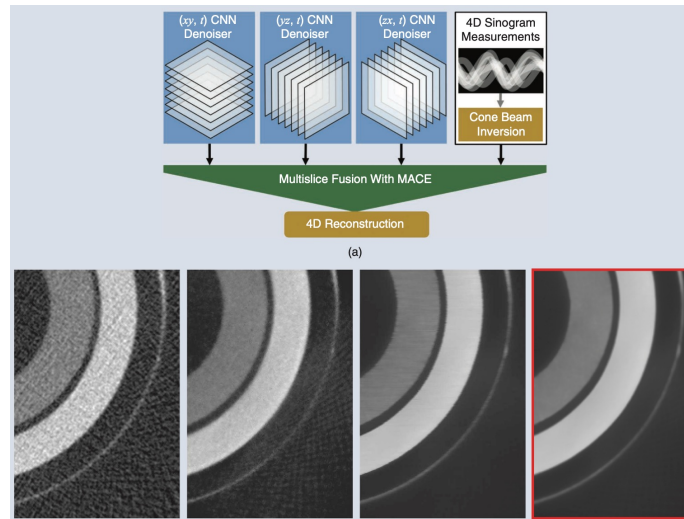 (xy, t) CNN
Denoiser
(yz, t) CNN
Denoiser
(zx, t) CNN
Denoiser
4D Sinogram
Measurements
Cone Beam
Inversion
Multislice Fusion With MACE
4D Reconstruction
(a)